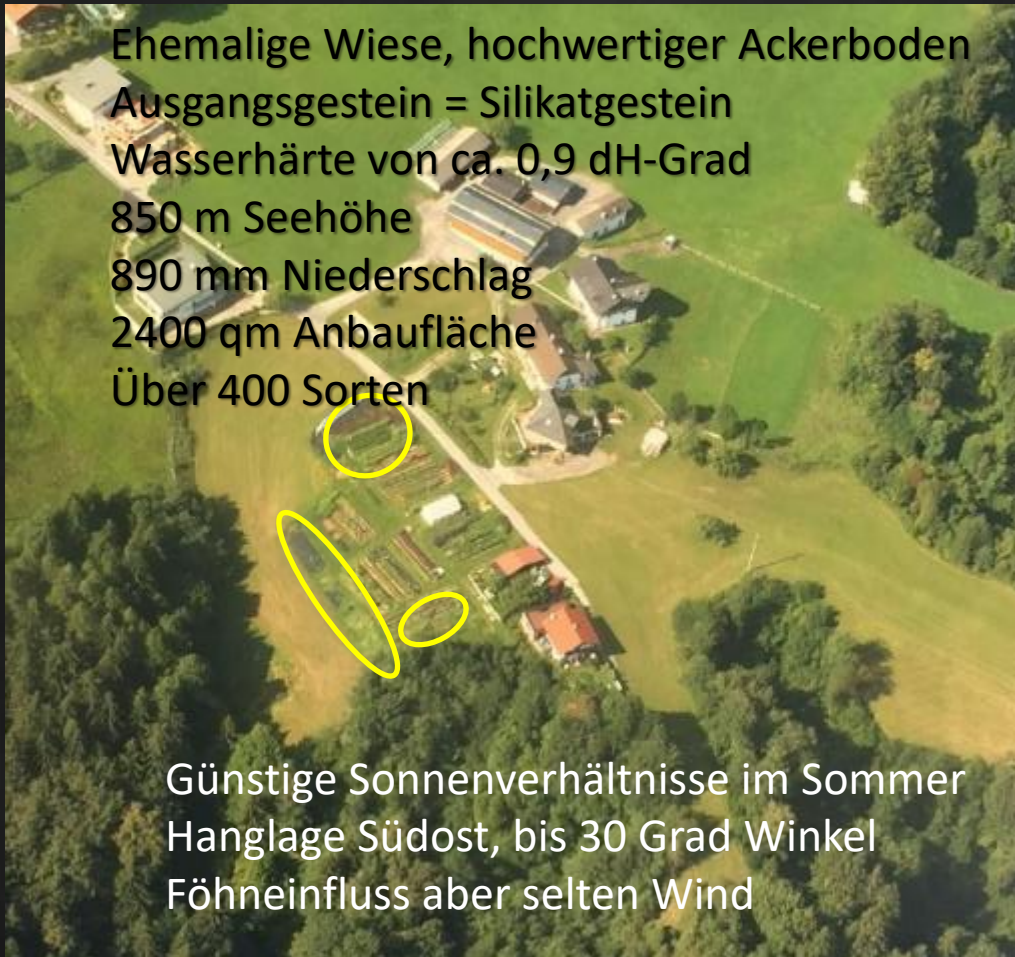 Ehemalige Wiese, hochwertiger Ackerboden
Ausgangsgestein = Silikatgestein
Wasserhärte von ca. 0,9 dH-Grad
850 m Seehöhe
890 mm Niederschlag
2400 qm Anbaufläche
Über 400 Sorten
Günstige Sonnenverhältnisse im Sommer
Hanglage Südost, bis 30 Grad Winkel
Föhneinfluss aber selten Wind